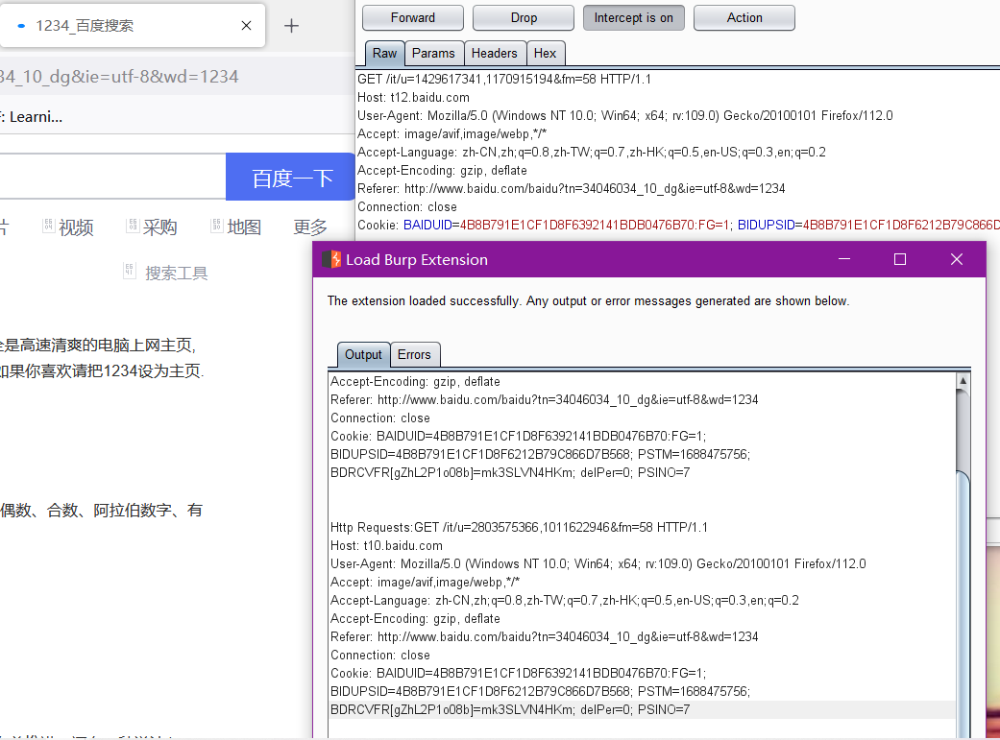 1234_百度搜索
34_10_dg&ie=utf-8&wd=1234
: Learni...
百度一下
片 视频 采购 地图 更多
搜索工具
是高速清爽的电脑上网主页,
如果你喜欢请把1234设为主页.
偶数、合数、阿拉伯数字、有
Forward Drop Intercept is on Action
Raw Params Headers Hex
GET /it/u=1429617341,1170915194&fm=58 HTTP/1.1
Host: t12.baidu.com
User-Agent: Mozilla/5.0 (Windows NT 10.0; Win64; x64; rv:109.0) Gecko/20100101 Firefox/112.0
Accept: image/avif,image/webp,*/*
Accept-Language: zh-CN,zh;q=0.8,zh-TW;q=0.7,zh-HK;q=0.5,en-US;q=0.3,en;q=0.2
Accept-Encoding: gzip, deflate
Referer: http://www.baidu.com/baidu?tn=34046034_10_dg&ie=utf-8&wd=1234
Connection: close
Cookie: BAIDUID=4B8B791E1CF1D8F6392141BDB0476B70:FG=1; BIDUPSID=4B8B791E1CF1D8F6212B79C866D
Load Burp Extension
The extension loaded successfully. Any output or error messages generated are shown below.
Output Errors
Accept-Encoding: gzip, deflate
Referer: http://www.baidu.com/baidu?tn=34046034_10_dg&ie=utf-8&wd=1234
Connection: close
Cookie: BAIDUID=4B8B791E1CF1D8F6392141BDB0476B70:FG=1;
BIDUPSID=4B8B791E1CF1D8F6212B79C866D7B568; PSTM=1688475756;
BDRCVFR[gZhL2P1o08b]=mk3SLVN4HKm; delPer=0; PSINO=7
Http Requests:GET /it/u=2803575366,1011622946&fm=58 HTTP/1.1
Host: t10.baidu.com
User-Agent: Mozilla/5.0 (Windows NT 10.0; Win64; x64; rv:109.0) Gecko/20100101 Firefox/112.0
Accept: image/avif,image/webp,*/*
Accept-Language: zh-CN,zh;q=0.8,zh-TW;q=0.7,zh-HK;q=0.5,en-US;q=0.3,en;q=0.2
Accept-Encoding: gzip, deflate
Referer: http://www.baidu.com/baidu?tn=34046034_10_dg&ie=utf-8&wd=1234
Connection: close
Cookie: BAIDUID=4B8B791E1CF1D8F6392141BDB0476B70:FG=1;
BIDUPSID=4B8B791E1CF1D8F6212B79C866D7B568; PSTM=1688475756;
BDRCVFR[gZhL2P1o08b]=mk3SLVN4HKm; delPer=0; PSINO=7